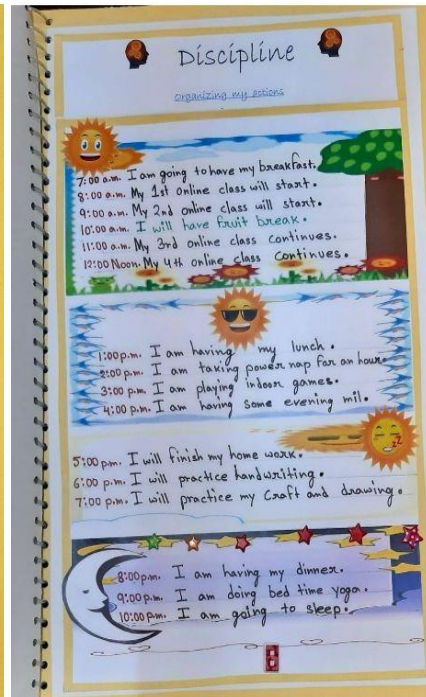 Discipline
organizing my actions
7:00 a.m. I am going to have my breakfast.
8:00 a.m. My 1st online class will start.
9:00 a.m. My 2nd online class will start.
10:00 a.m. I will have fruit break.
11:00 a.m. My 3rd online class continues.
12:00 Noon. My 4th online class continues.
1:00 p.m. I am having my lunch.
2:00 p.m. I am taking power nap for an hour.
3:00 p.m. I am playing indoor games.
4:00 p.m. I am having some evening mil.
5:00 p.m. I will finish my home work.
6:00 p.m. I will practice handwriting.
7:00 p.m. I will practice my craft and drawing.
8:00 p.m. I am having my dinner.
9:00 p.m. I am doing bed time yoga.
10:00 p.m. I am going to sleep.